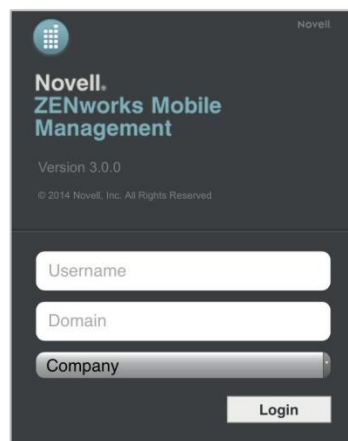 Novell.
Novell.
ZENworks Mobile
Management
Version 3.0.0
© 2014 Novell, Inc. All Rights Reserved
Username
Domain
Company
Login